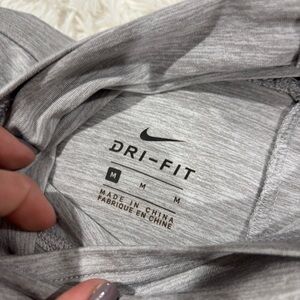 DRI-FIT
M M M
MADE IN CHINA
FABRIQUÉ EN CHINE